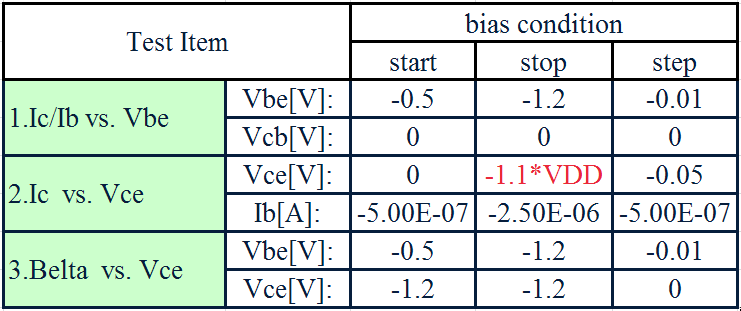 Test Item bias condition
start stop step
1.Ic/Ib vs. Vbe Vbe[V]: -0.5 -1.2 -0.01
Vcb[V]: 0 0 0
2.Ic vs. Vce Vce[V]: 0 -1.1*VDD -0.05
Ib[A]: -5.00E-07 -2.50E-06 -5.00E-07
3.Belta vs. Vce Vbe[V]: -0.5 -1.2 -0.01
Vce[V]: -1.2 -1.2 0